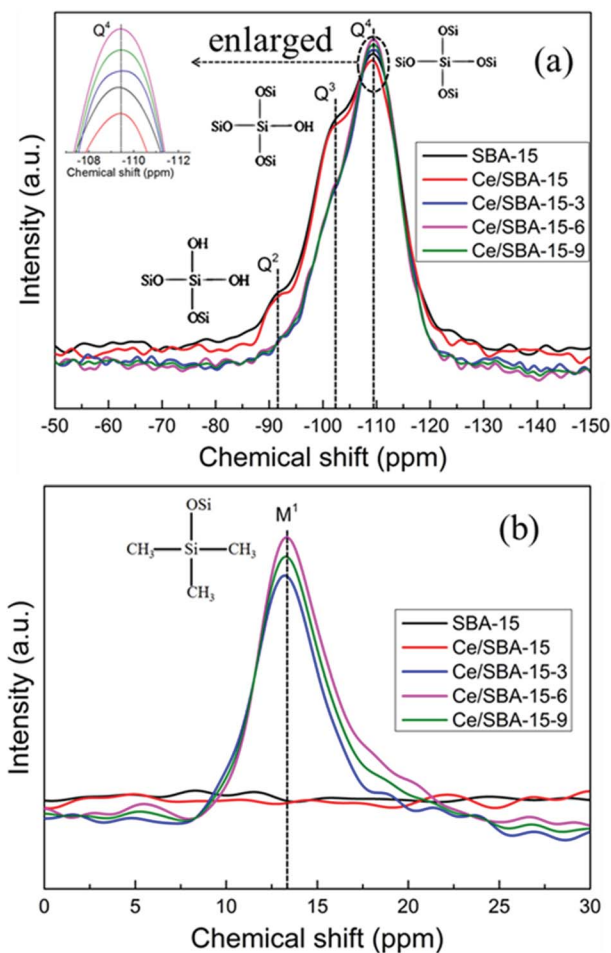 Q⁴
enlarged
Q⁴
(a)
-108 -110 -112
Chemical shift (ppm)
OSi
SiO Si OSi
OSi
Q³
OSi
SiO Si OH
OSi
SBA-15
Ce/SBA-15
Ce/SBA-15-3
Ce/SBA-15-6
Ce/SBA-15-9
OH
SiO Si OH
OSi
Q²
Intensity (a.u.)
-50 -60 -70 -80 -90 -100 -110 -120 -130 -140 -150
Chemical shift (ppm)
OSi
CH₃ Si CH₃
CH₃
M¹
(b)
SBA-15
Ce/SBA-15
Ce/SBA-15-3
Ce/SBA-15-6
Ce/SBA-15-9
Intensity (a.u.)
0 5 10 15 20 25 30
Chemical shift (ppm)